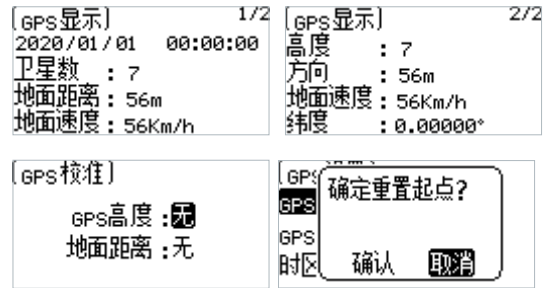 [GPS显示] 1/2
2020/01/01 00:00:00
卫星数 : 7
地面距离: 56m
地面速度: 56Km/h
[GPS显示] 2/2
高度 : 7
方向 : 56m
地面速度: 56Km/h
纬度 : 0.00000°
[GPS校准]
GPS高度:无
地面距离:无
[GPS
GPS
GPS
时区
确定重置起点?
确认 取消